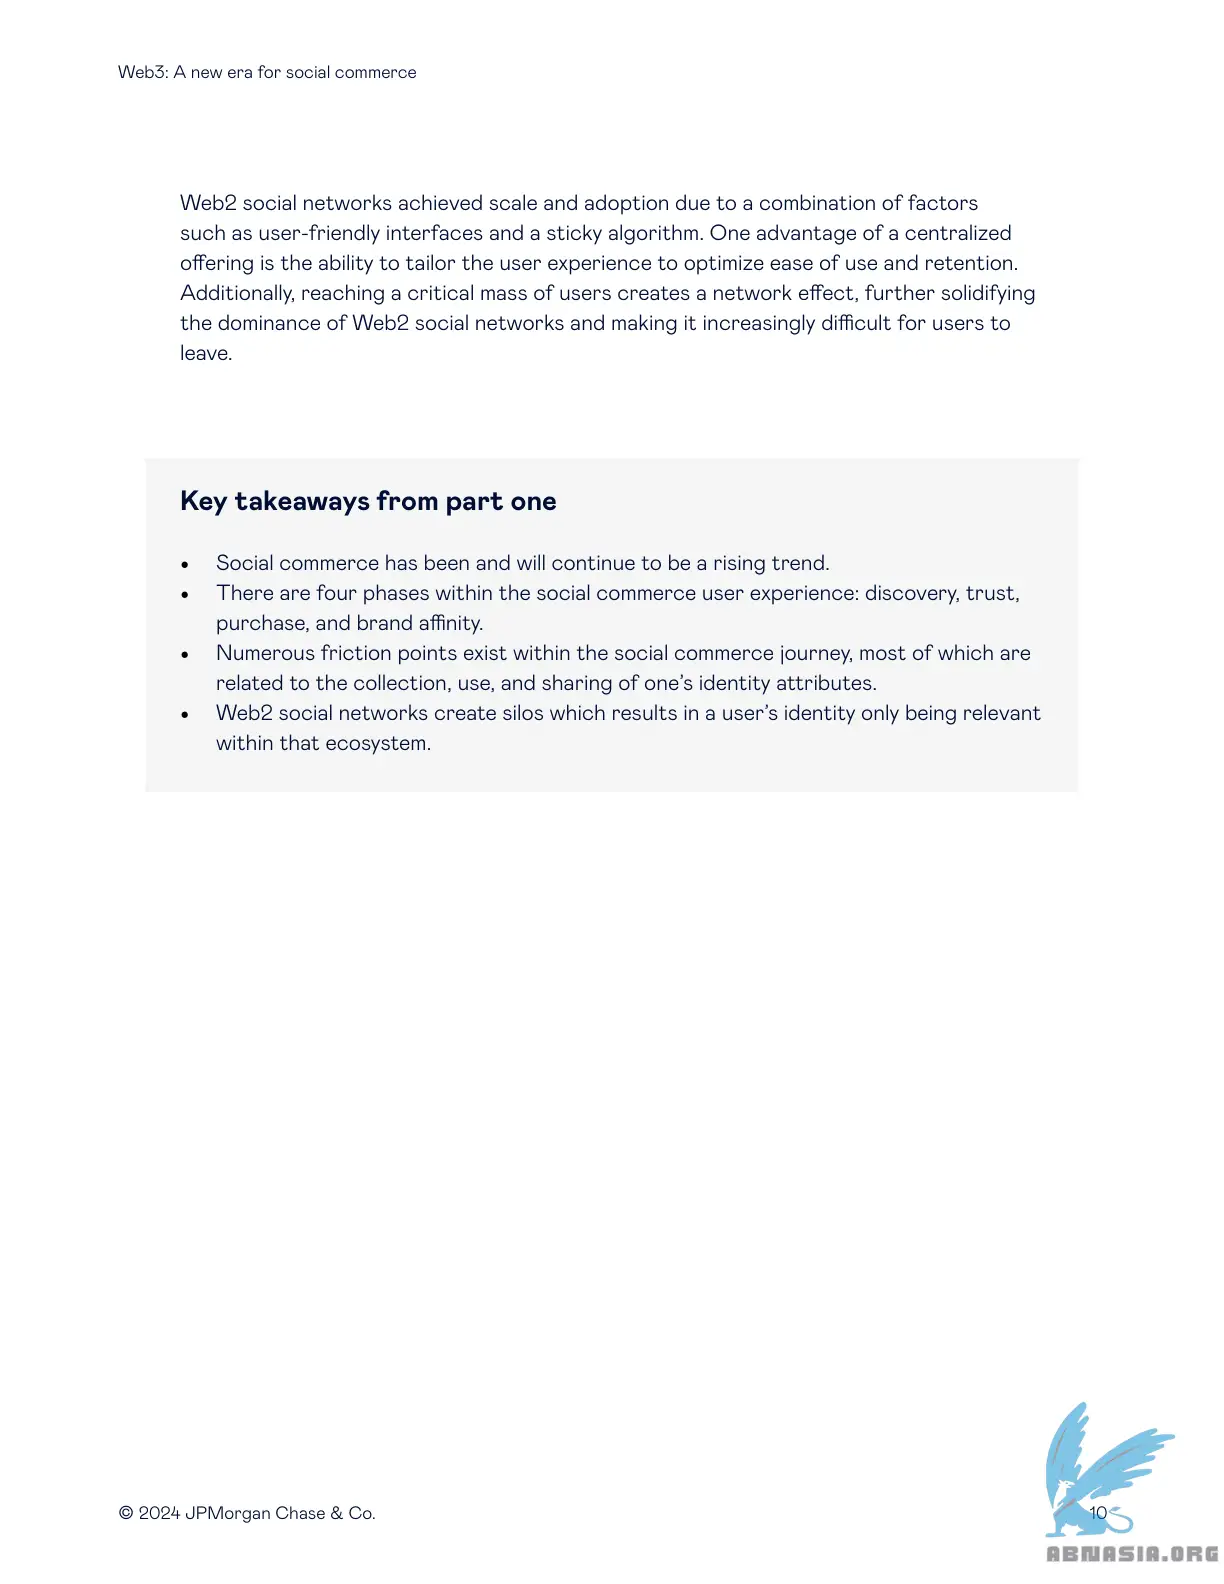 Web3: A new era for social commerce
Web2 social networks achieved scale and adoption due to a combination of factors
such as user-friendly interfaces and a sticky algorithm. One advantage of a centralized
offering is the ability to tailor the user experience to optimize ease of use and retention.
Additionally, reaching a critical mass of users creates a network effect, further solidifying
the dominance of Web2 social networks and making it increasingly difficult for users to
leave.
Key takeaways from part one
• Social commerce has been and will continue to be a rising trend.
• There are four phases within the social commerce user experience: discovery, trust,
purchase, and brand affinity.
• Numerous friction points exist within the social commerce journey, most of which are
related to the collection, use, and sharing of one’s identity attributes.
• Web2 social networks create silos which results in a user’s identity only being relevant
within that ecosystem.
© 2024 JPMorgan Chase & Co.
10
ABNASIA.ORG